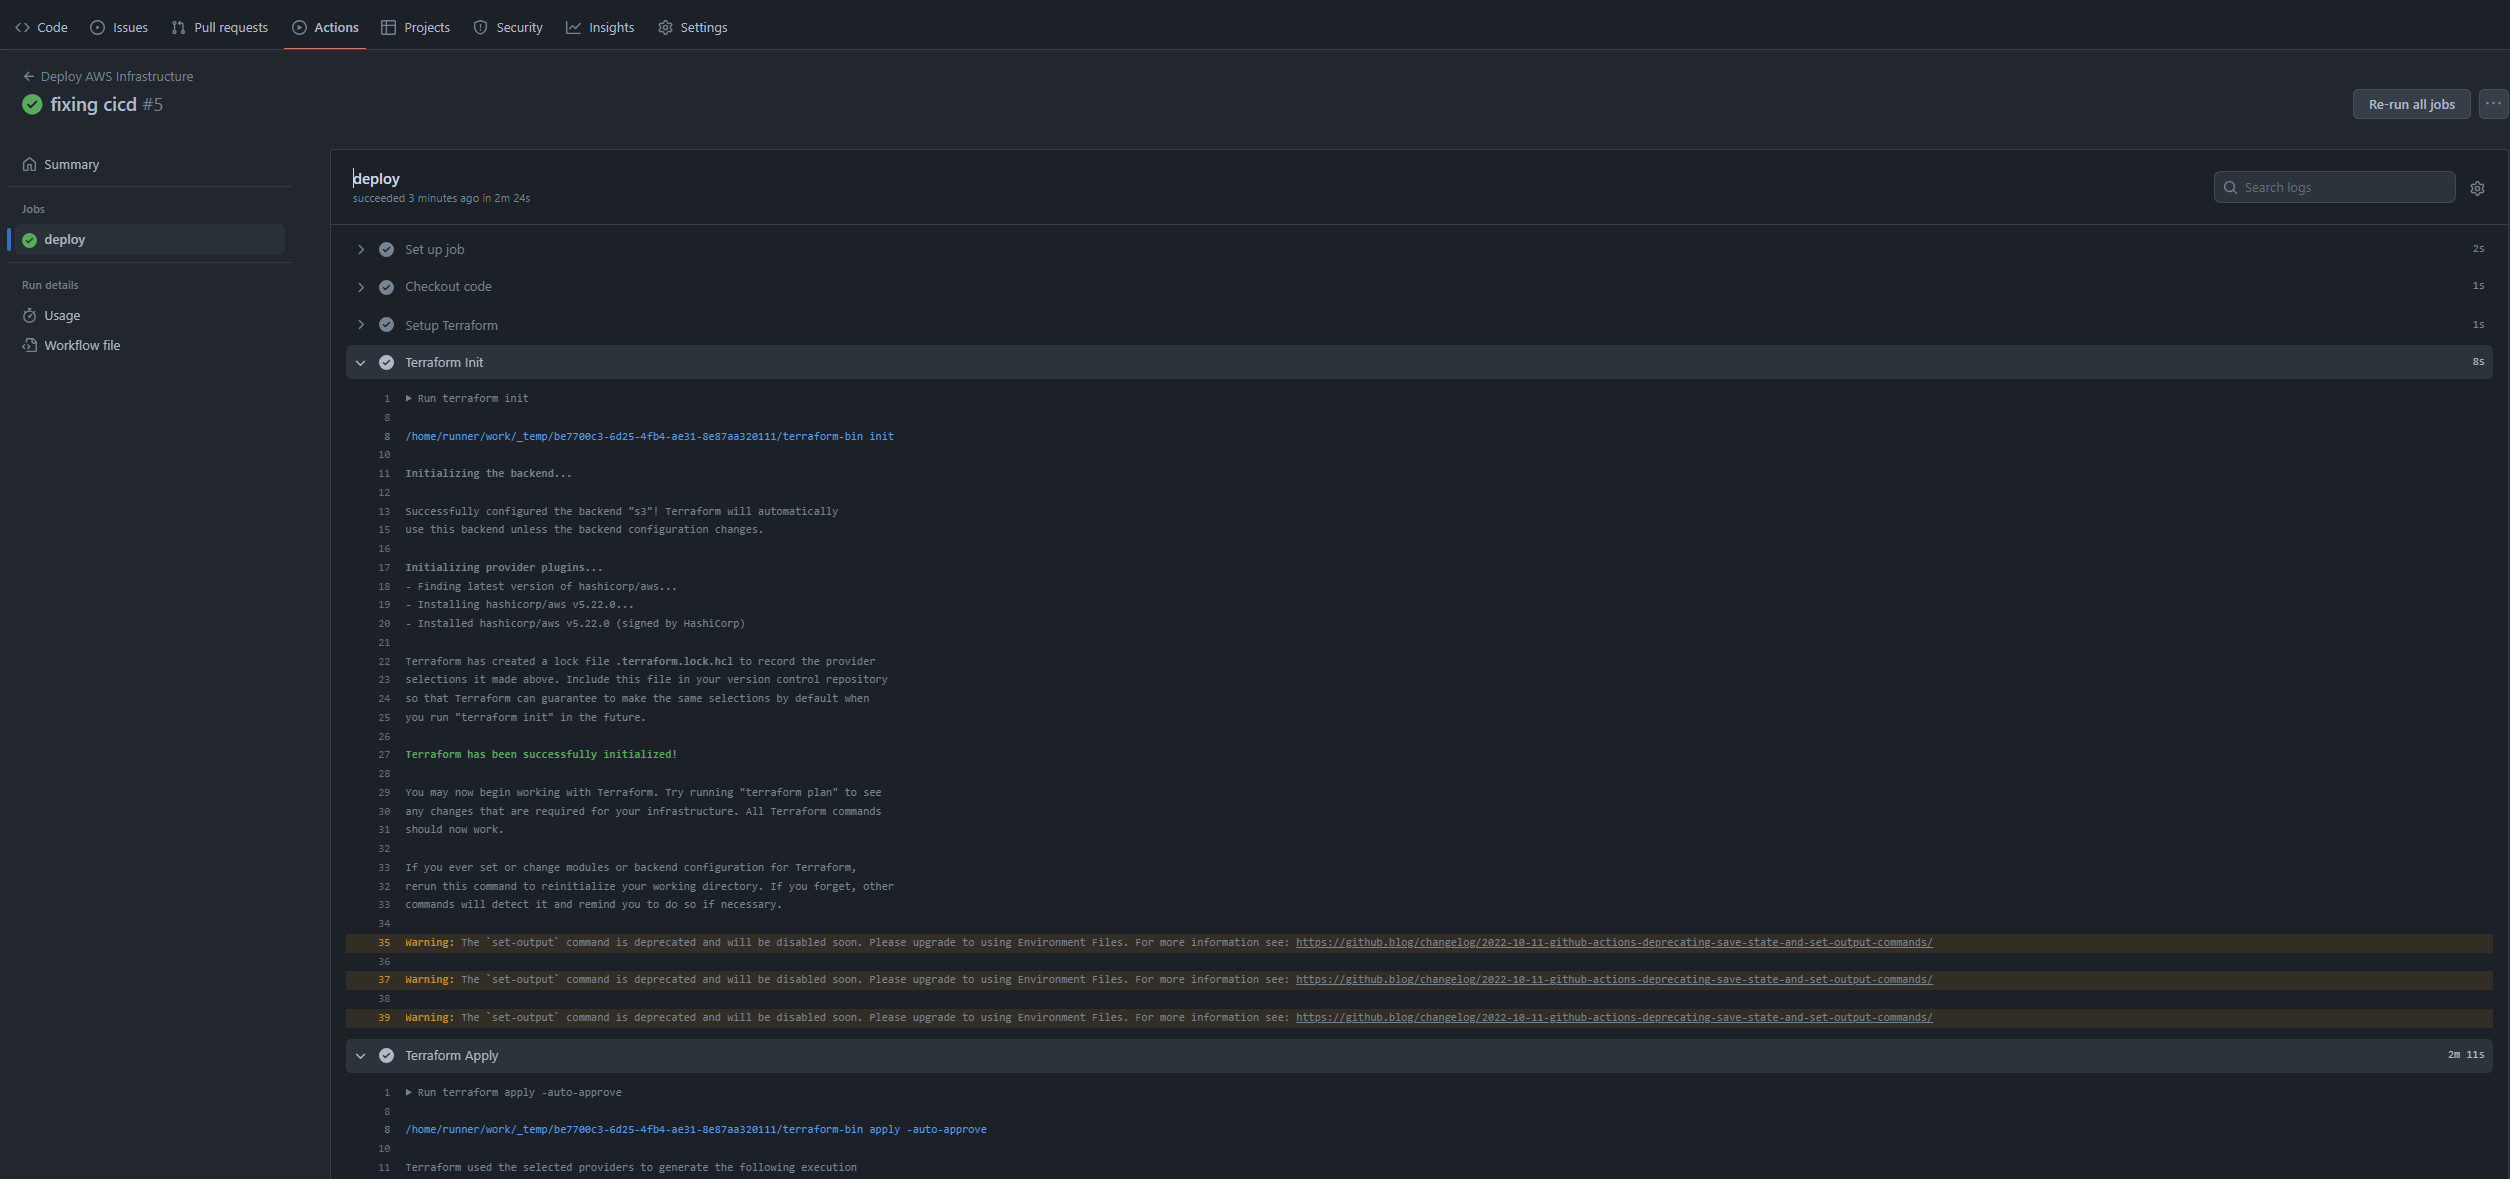 Code Issues Pull requests Actions Projects Security Insights Settings
← Deploy AWS Infrastructure
fixing cicd #5
Re-run all jobs ...
Summary
Jobs
deploy
Run details
Usage
Workflow file
deploy
succeeded 3 minutes ago in 2m 24s
Search logs
Set up job 2s
Checkout code 1s
Setup Terraform 1s
Terraform Init 8s
1 ▶ Run terraform init
8
8 /home/runner/work/_temp/be7700c3-6d25-4fb4-ae31-8e87aa320111/terraform-bin init
10
11 Initializing the backend...
12
13 Successfully configured the backend "s3"! Terraform will automatically
15 use this backend unless the backend configuration changes.
16
17 Initializing provider plugins...
18 - Finding latest version of hashicorp/aws...
19 - Installing hashicorp/aws v5.22.0...
20 - Installed hashicorp/aws v5.22.0 (signed by HashiCorp)
21
22 Terraform has created a lock file .terraform.lock.hcl to record the provider
23 selections it made above. Include this file in your version control repository
24 so that Terraform can guarantee to make the same selections by default when
25 you run "terraform init" in the future.
26
27 Terraform has been successfully initialized!
28
29 You may now begin working with Terraform. Try running "terraform plan" to see
30 any changes that are required for your infrastructure. All Terraform commands
31 should now work.
32
33 If you ever set or change modules or backend configuration for Terraform,
32 rerun this command to reinitialize your working directory. If you forget, other
33 commands will detect it and remind you to do so if necessary.
34
35 Warning: The `set-output` command is deprecated and will be disabled soon. Please upgrade to using Environment Files. For more information see: https://github.blog/changelog/2022-10-11-github-actions-deprecating-save-state-and-set-output-commands/
36
37 Warning: The `set-output` command is deprecated and will be disabled soon. Please upgrade to using Environment Files. For more information see: https://github.blog/changelog/2022-10-11-github-actions-deprecating-save-state-and-set-output-commands/
38
39 Warning: The `set-output` command is deprecated and will be disabled soon. Please upgrade to using Environment Files. For more information see: https://github.blog/changelog/2022-10-11-github-actions-deprecating-save-state-and-set-output-commands/
Terraform Apply 2m 11s
1 ▶ Run terraform apply -auto-approve
8
8 /home/runner/work/_temp/be7700c3-6d25-4fb4-ae31-8e87aa320111/terraform-bin apply -auto-approve
10
11 Terraform used the selected providers to generate the following execution